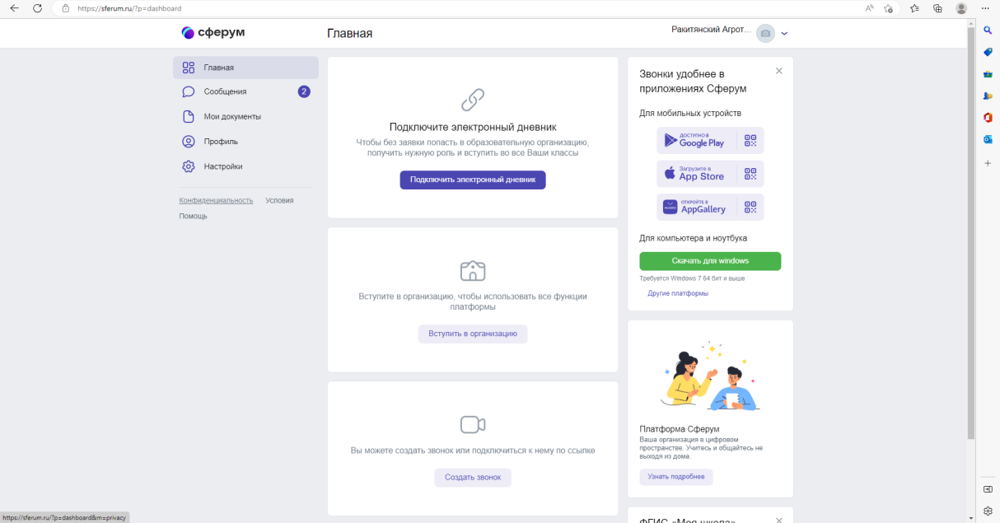 https://sferum.ru/?p=dashboard
сферум
Главная
Ракитянский Агрот...
Главная
Сообщения
2
Мои документы
Профиль
Настройки
Конфиденциальность Условия
Помощь
Подключите электронный дневник
Чтобы без заявки попасть в образовательную организацию,
получить нужную роль и вступить во все Ваши классы
Подключить электронный дневник
Вступите в организацию, чтобы использовать все функции
платформы
Вступить в организацию
Вы можете создать звонок или подключиться к нему по ссылке
Создать звонок
Звонки удобнее в
приложениях Сферум
Для мобильных устройств
ДОСТУПНО В
Google Play
Загрузите в
App Store
ОТКРОЙТЕ В
AppGallery
Для компьютера и ноутбука
Скачать для windows
Требуется Windows 7 64 бит и выше
Другие платформы
Платформа Сферум
Ваша организация в цифровом
пространстве. Учитесь и общайтесь не
выходя из дома.
Узнать подробнее
ФГИС «Моя школа»
https://sferum.ru/?p=dashboard&m=privacy